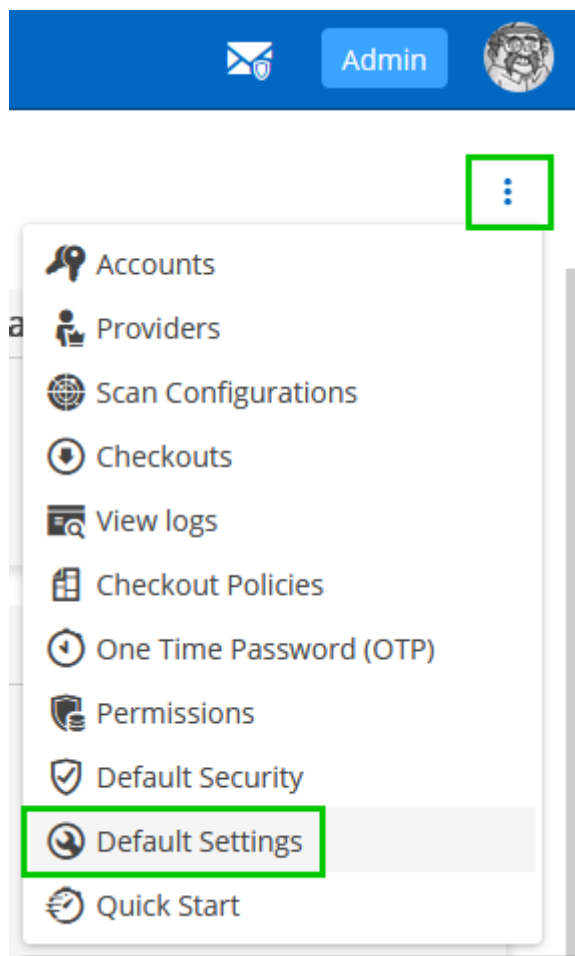 Admin
Accounts
Providers
Scan Configurations
Checkouts
View logs
Checkout Policies
One Time Password (OTP)
Permissions
Default Security
Default Settings
Quick Start